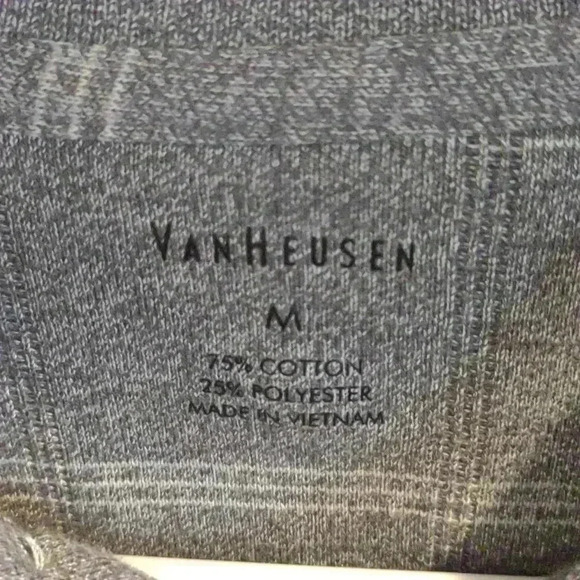 VANHEUSEN
M
75% COTTON
25% POLYESTER
MADE IN VIETNAM